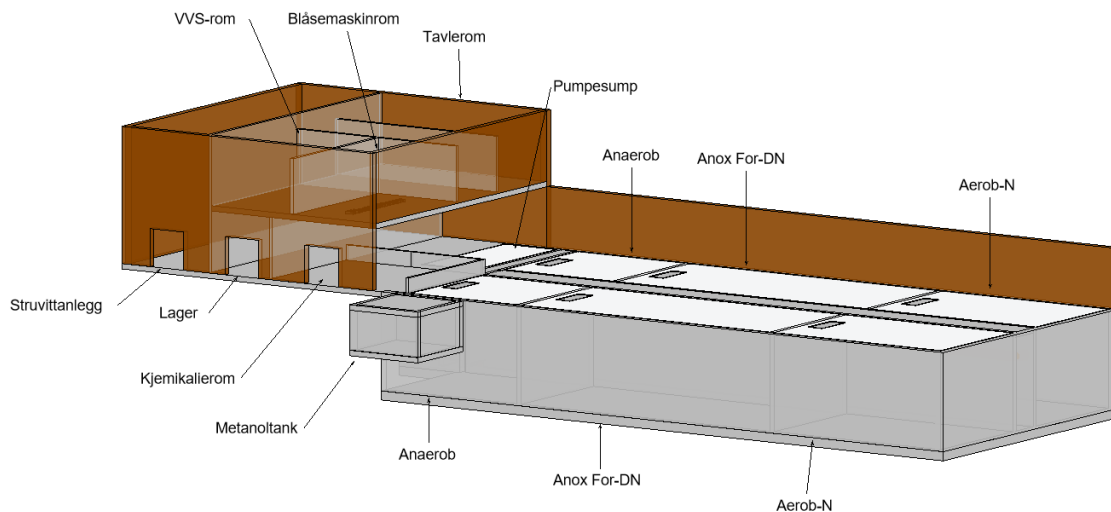 VVS-rom
Blåsemaskinrom
Tavlerom
Pumpesump
Anaerob
Anox For-DN
Aerob-N
Struvittanlegg
Lager
Kjemikalierom
Metanoltank
Anaerob
Anox For-DN
Aerob-N